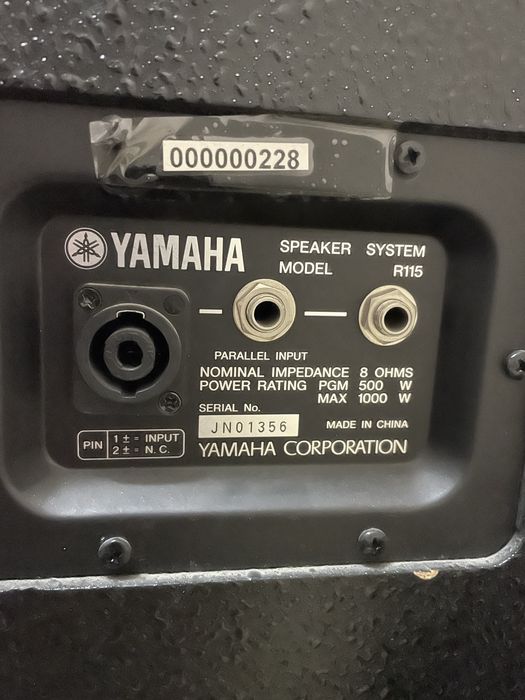 000000228
YAMAHA
SPEAKER SYSTEM
MODEL R115
PARALLEL INPUT
NOMINAL IMPEDANCE 8 OHMS
POWER RATING PGM 500 W
MAX 1000 W
SERIAL No.
JN01356
MADE IN CHINA
PIN 1± = INPUT
2± = N.C.
YAMAHA CORPORATION